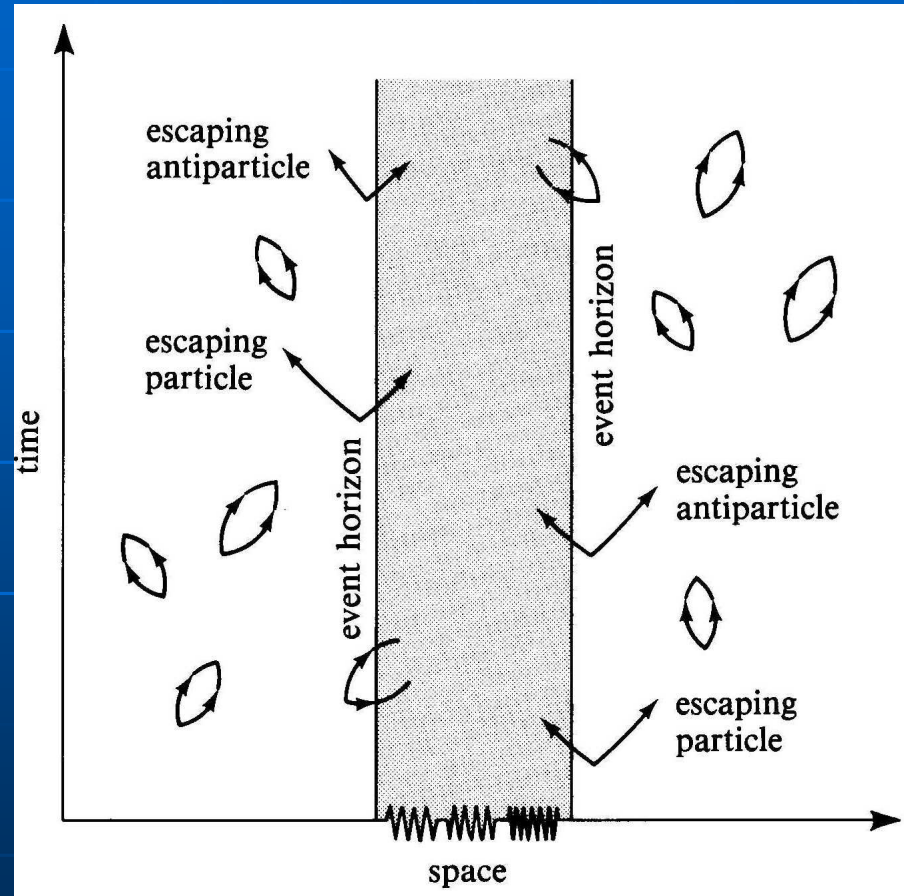 escaping
antiparticle
escaping
particle
event horizon
event horizon
time
escaping
antiparticle
escaping
particle
space